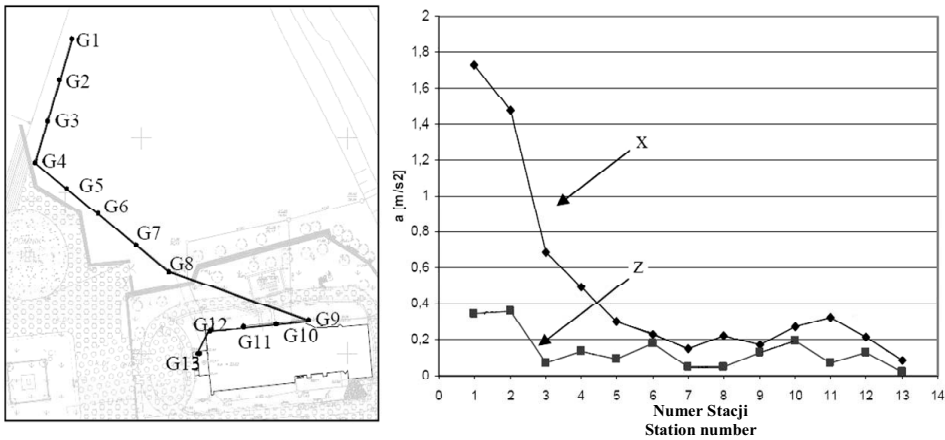 G1
G2
G3
G4
G5
G6
G7
G8
G9
G12
G10
G11
G13
2
1,8
1,6
1,4
1,2
1
0,8
0,6
0,4
0,2
0
a [m/s2]
X
Z
0 1 2 3 4 5 6 7 8 9 10 11 12 13 14
Numer Stacji
Station number